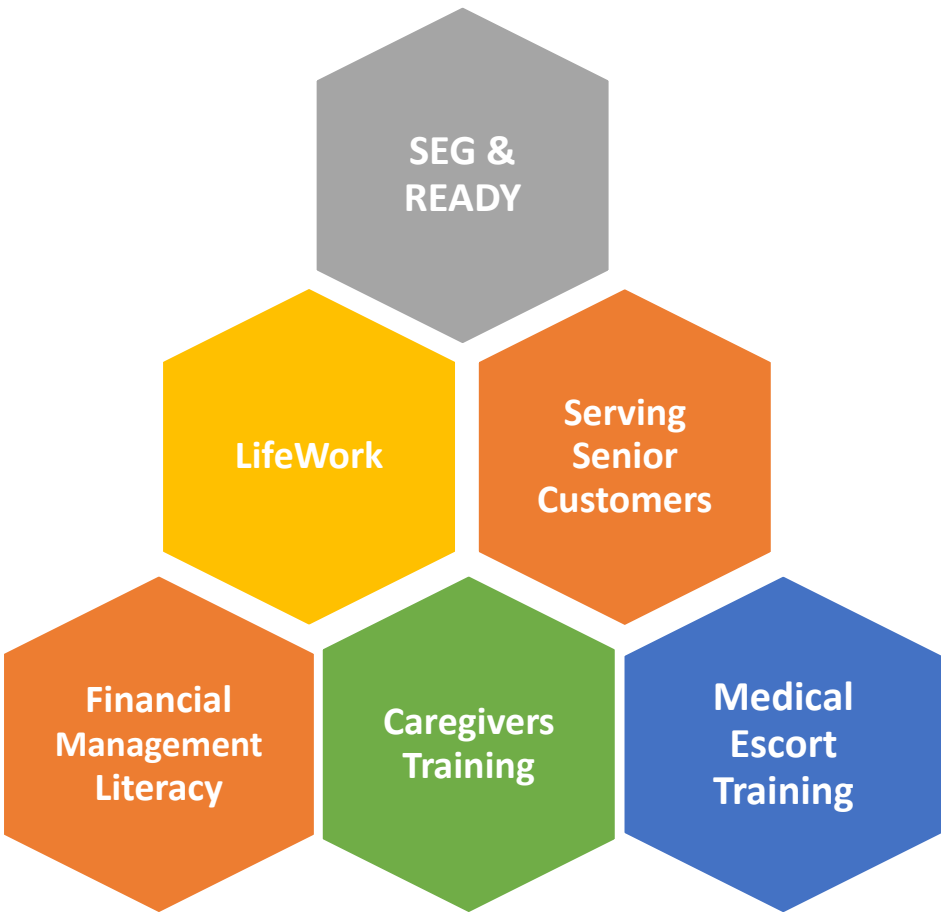 SEG &
READY
LifeWork
Serving
Senior
Customers
Financial
Management
Literacy
Caregivers
Training
Medical
Escort
Training